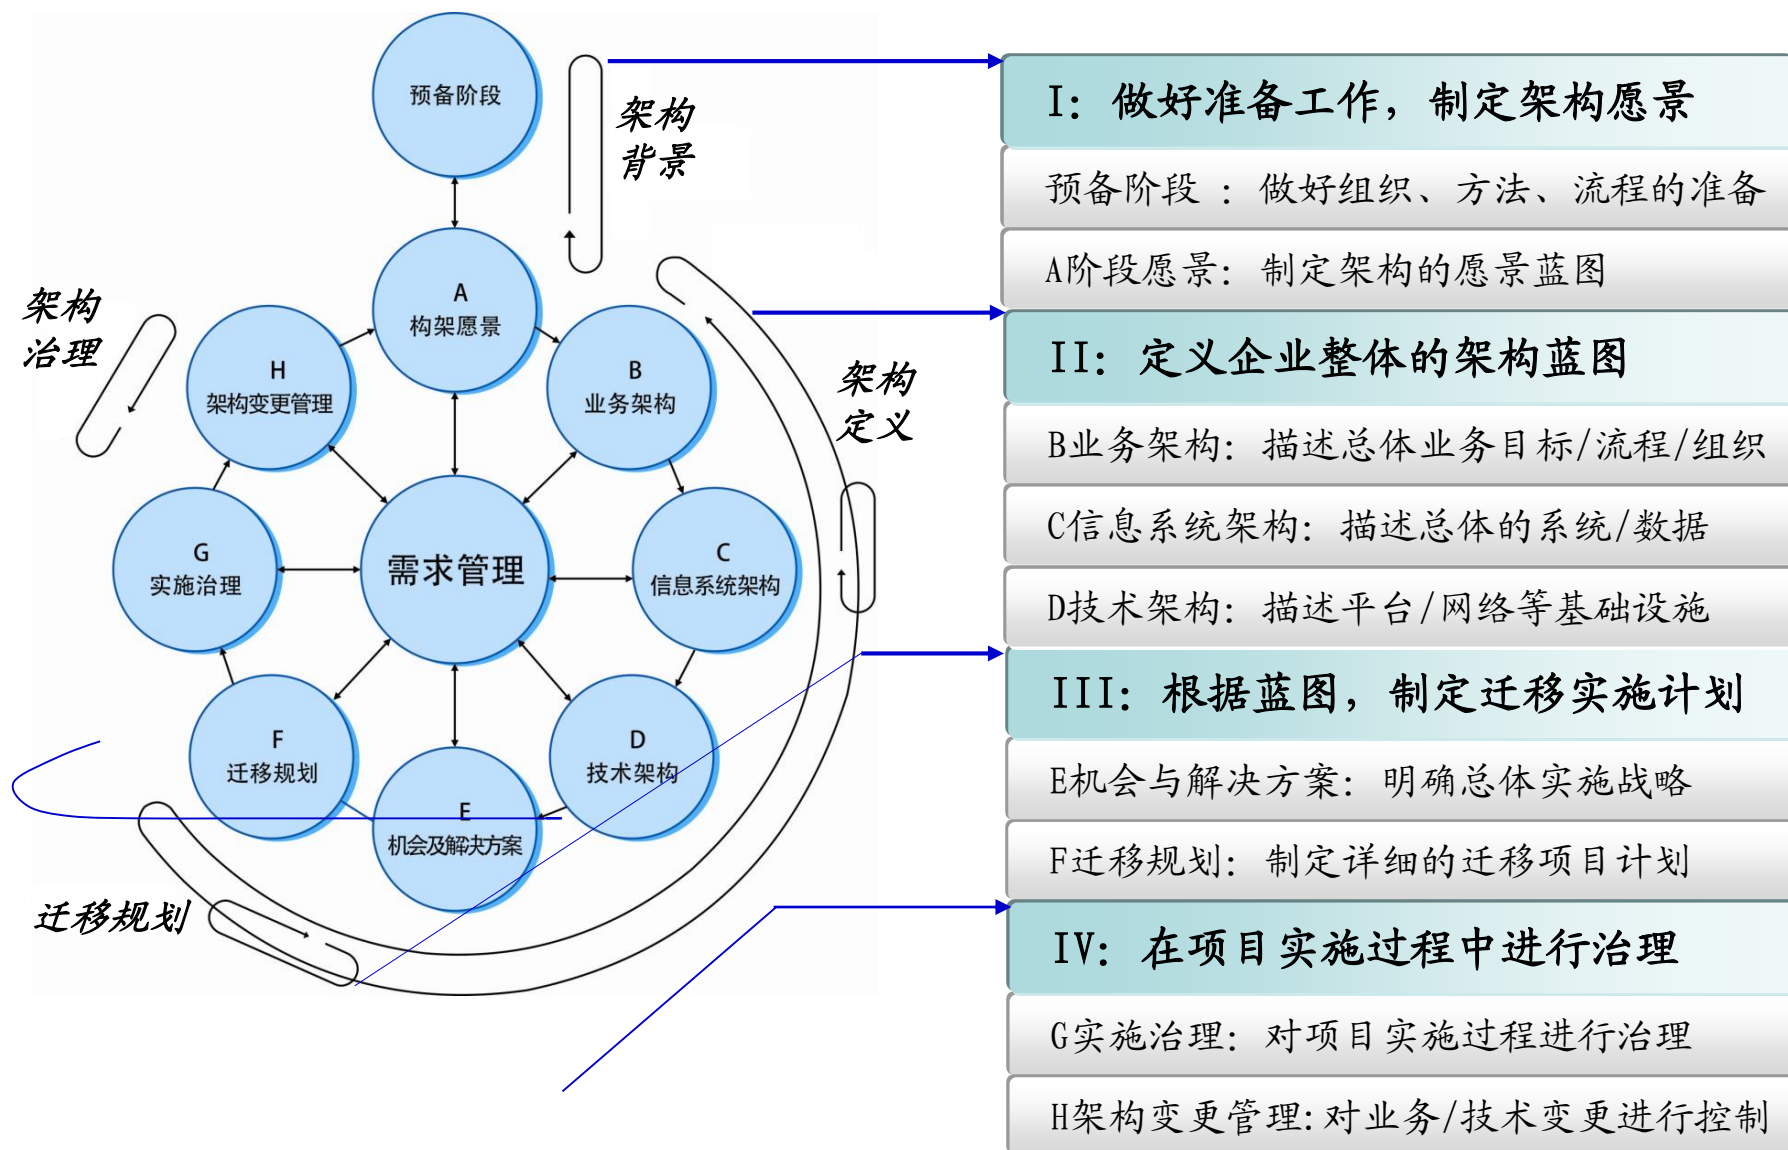 预备阶段
架构
背景
A
构架愿景
B
业务架构
C
信息系统架构
D
技术架构
E
机会及解决方案
F
迁移规划
G
实施治理
H
架构变更管理
需求管理
架构
治理
架构
定义
迁移规划
I: 做好准备工作，制定架构愿景
预备阶段 : 做好组织、方法、流程的准备
A阶段愿景: 制定架构的愿景蓝图
II: 定义企业整体的架构蓝图
B业务架构: 描述总体业务目标/流程/组织
C信息系统架构: 描述总体的系统/数据
D技术架构: 描述平台/网络等基础设施
III: 根据蓝图，制定迁移实施计划
E机会与解决方案: 明确总体实施战略
F迁移规划: 制定详细的迁移项目计划
IV: 在项目实施过程中进行治理
G实施治理: 对项目实施过程进行治理
H架构变更管理:对业务/技术变更进行控制